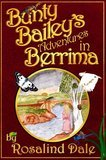 Bunty
Bailey's
Adventures
in
Berrima
by
Rosalind Dale